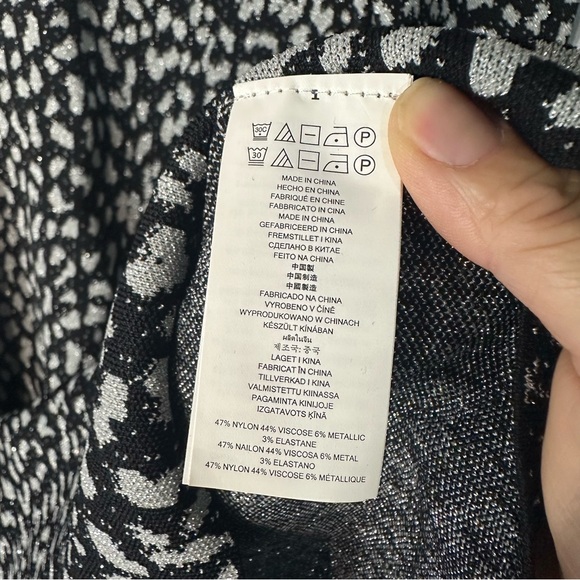 1
30C P
30 P
MADE IN CHINA
HECHO EN CHINA
FABRIQUÉ EN CHINE
FABBRICATO IN CINA
MADE IN CHINA
GEFABRICEERD IN CHINA
FREMSTILLET I KINA
СДЕЛАНО В КИТАЕ
FEITO NA CHINA
中国製
中国制造
中國製造
FABRICADO NA CHINA
VYROBENO V ČÍNĚ
WYPRODUKOWANO W CHINACH
KÉSZÜLT KÍNÁBAN
ผลิตในจีน
제조국: 중국
LAGET I KINA
FABRICAT ÎN CHINA
TILLVERKAD I KINA
VALMISTETTU KIINASSA
PAGAMINTA KINIJOJE
IZGATAVOTS ĶĪNĀ
47% NYLON 44% VISCOSE 6% METALLIC
3% ELASTANE
47% NAILON 44% VISCOSA 6% METAL
3% ELASTANO
47% NYLON 44% VISCOSE 6% MÉTALLIQUE